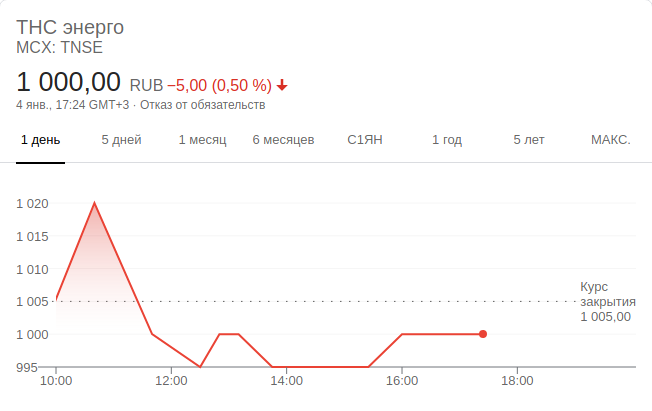 ТНС энерго
MCX: TNSE
1 000,00 RUB −5,00 (0,50 %)
4 янв., 17:24 GMT+3 · Отказ от обязательств
1 день 5 дней 1 месяц 6 месяцев С1ЯН 1 год 5 лет МАКС.
1 020
1 015
1 010
1 005
1 000
995
Курс
закрытия
1 005,00
10:00 12:00 14:00 16:00 18:00